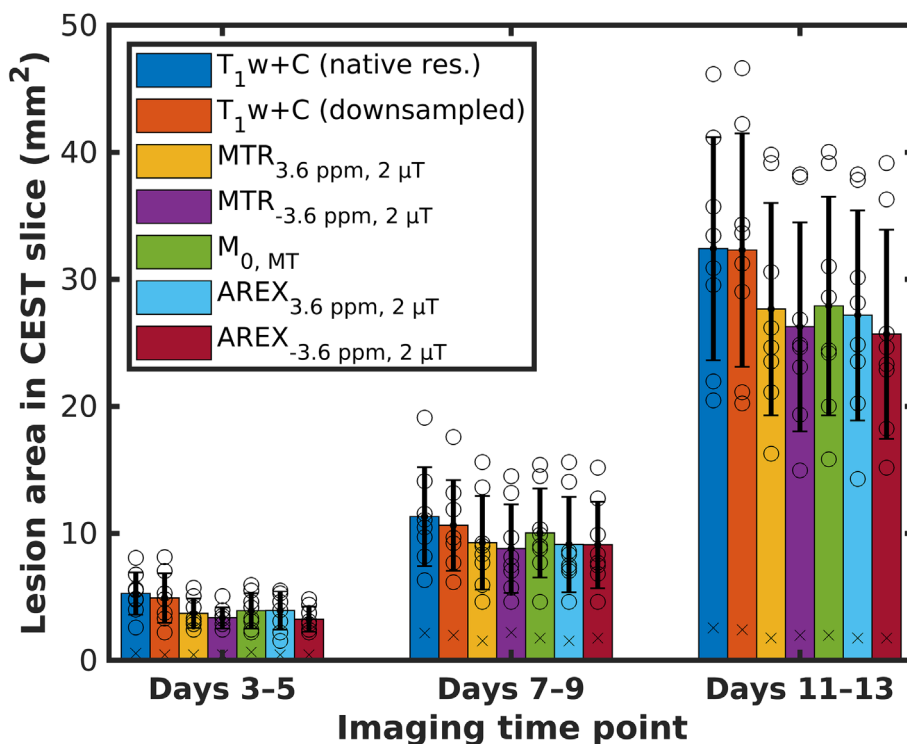 Lesion area in CEST slice (mm²)
50
40
30
20
10
0
T₁w+C (native res.)
T₁w+C (downsampled)
MTR₃.₆ ppm, 2 µT
MTR₋₃.₆ ppm, 2 µT
M₀, MT
AREX₃.₆ ppm, 2 µT
AREX₋₃.₆ ppm, 2 µT
Days 3–5 Days 7–9 Days 11–13
Imaging time point